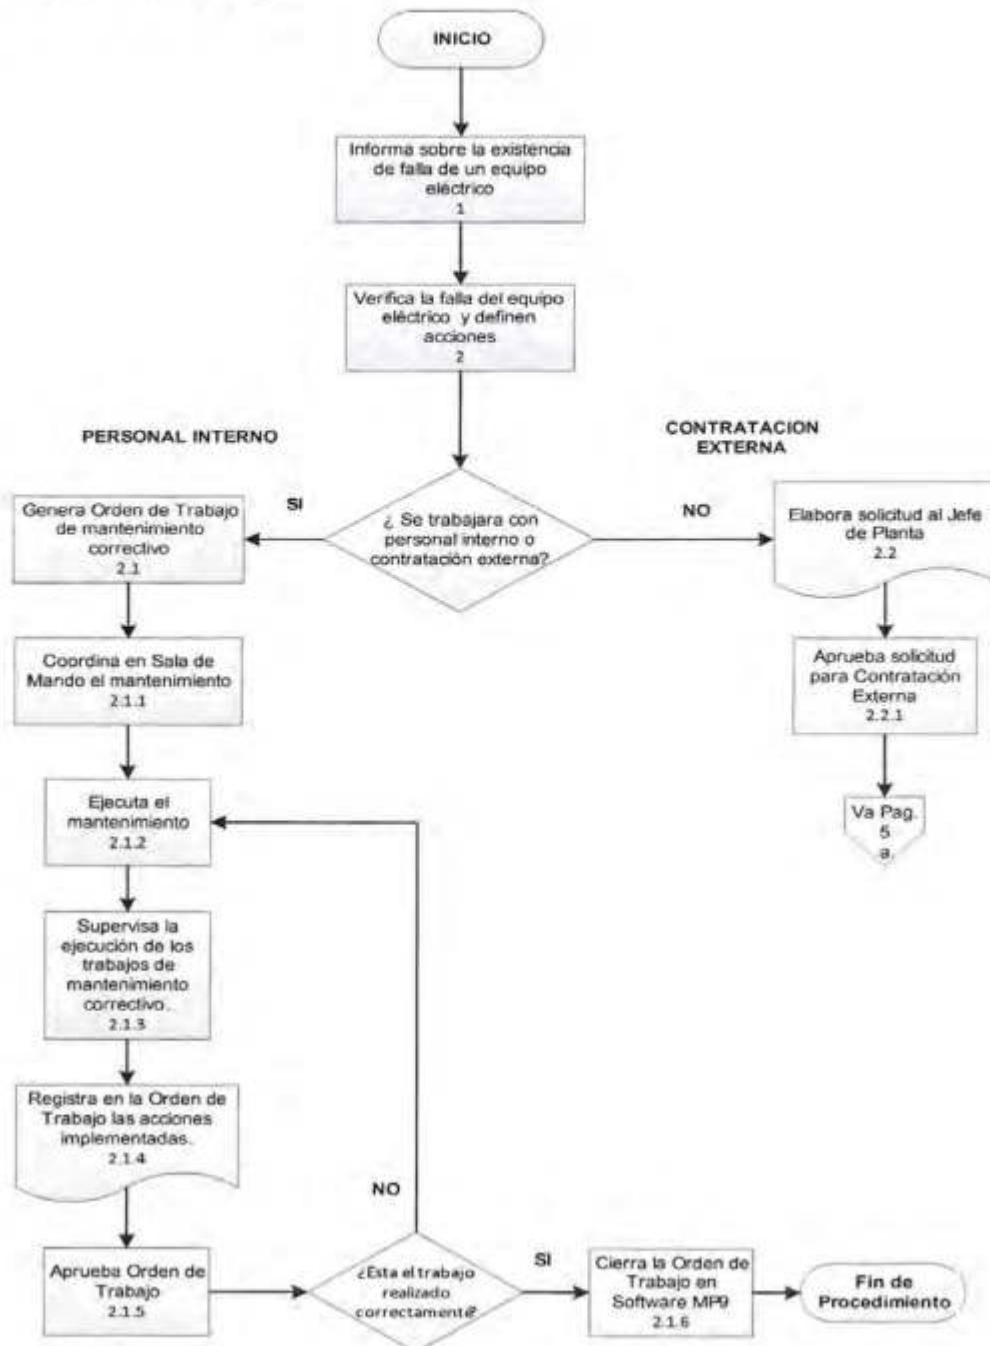 INICIO
Informa sobre la existencia
de falla de un equipo
eléctrico
1
Verifica la falla del equipo
eléctrico y definen
acciones
2
PERSONAL INTERNO
CONTRATACION
EXTERNA
¿ Se trabajara con
personal interno o
contratación externa?
SI
NO
Genera Orden de Trabajo
de mantenimiento
correctivo
2.1
Elabora solicitud al Jefe
de Planta
2.2
Coordina en Sala de
Mando el mantenimiento
2.1.1
Aprueba solicitud
para Contratación
Externa
2.2.1
Ejecuta el
mantenimiento
2.1.2
Va Pag.
5
a.
Supervisa la
ejecución de los
trabajos de
mantenimiento
correctivo.
2.1.3
Registra en la Orden de
Trabajo las acciones
implementadas.
2.1.4
Aprueba Orden de
Trabajo
2.1.5
NO
¿Esta el trabajo
realizado
correctamente?
SI
Cierra la Orden de
Trabajo en
Software MP9
2.1.6
Fin de
Procedimiento